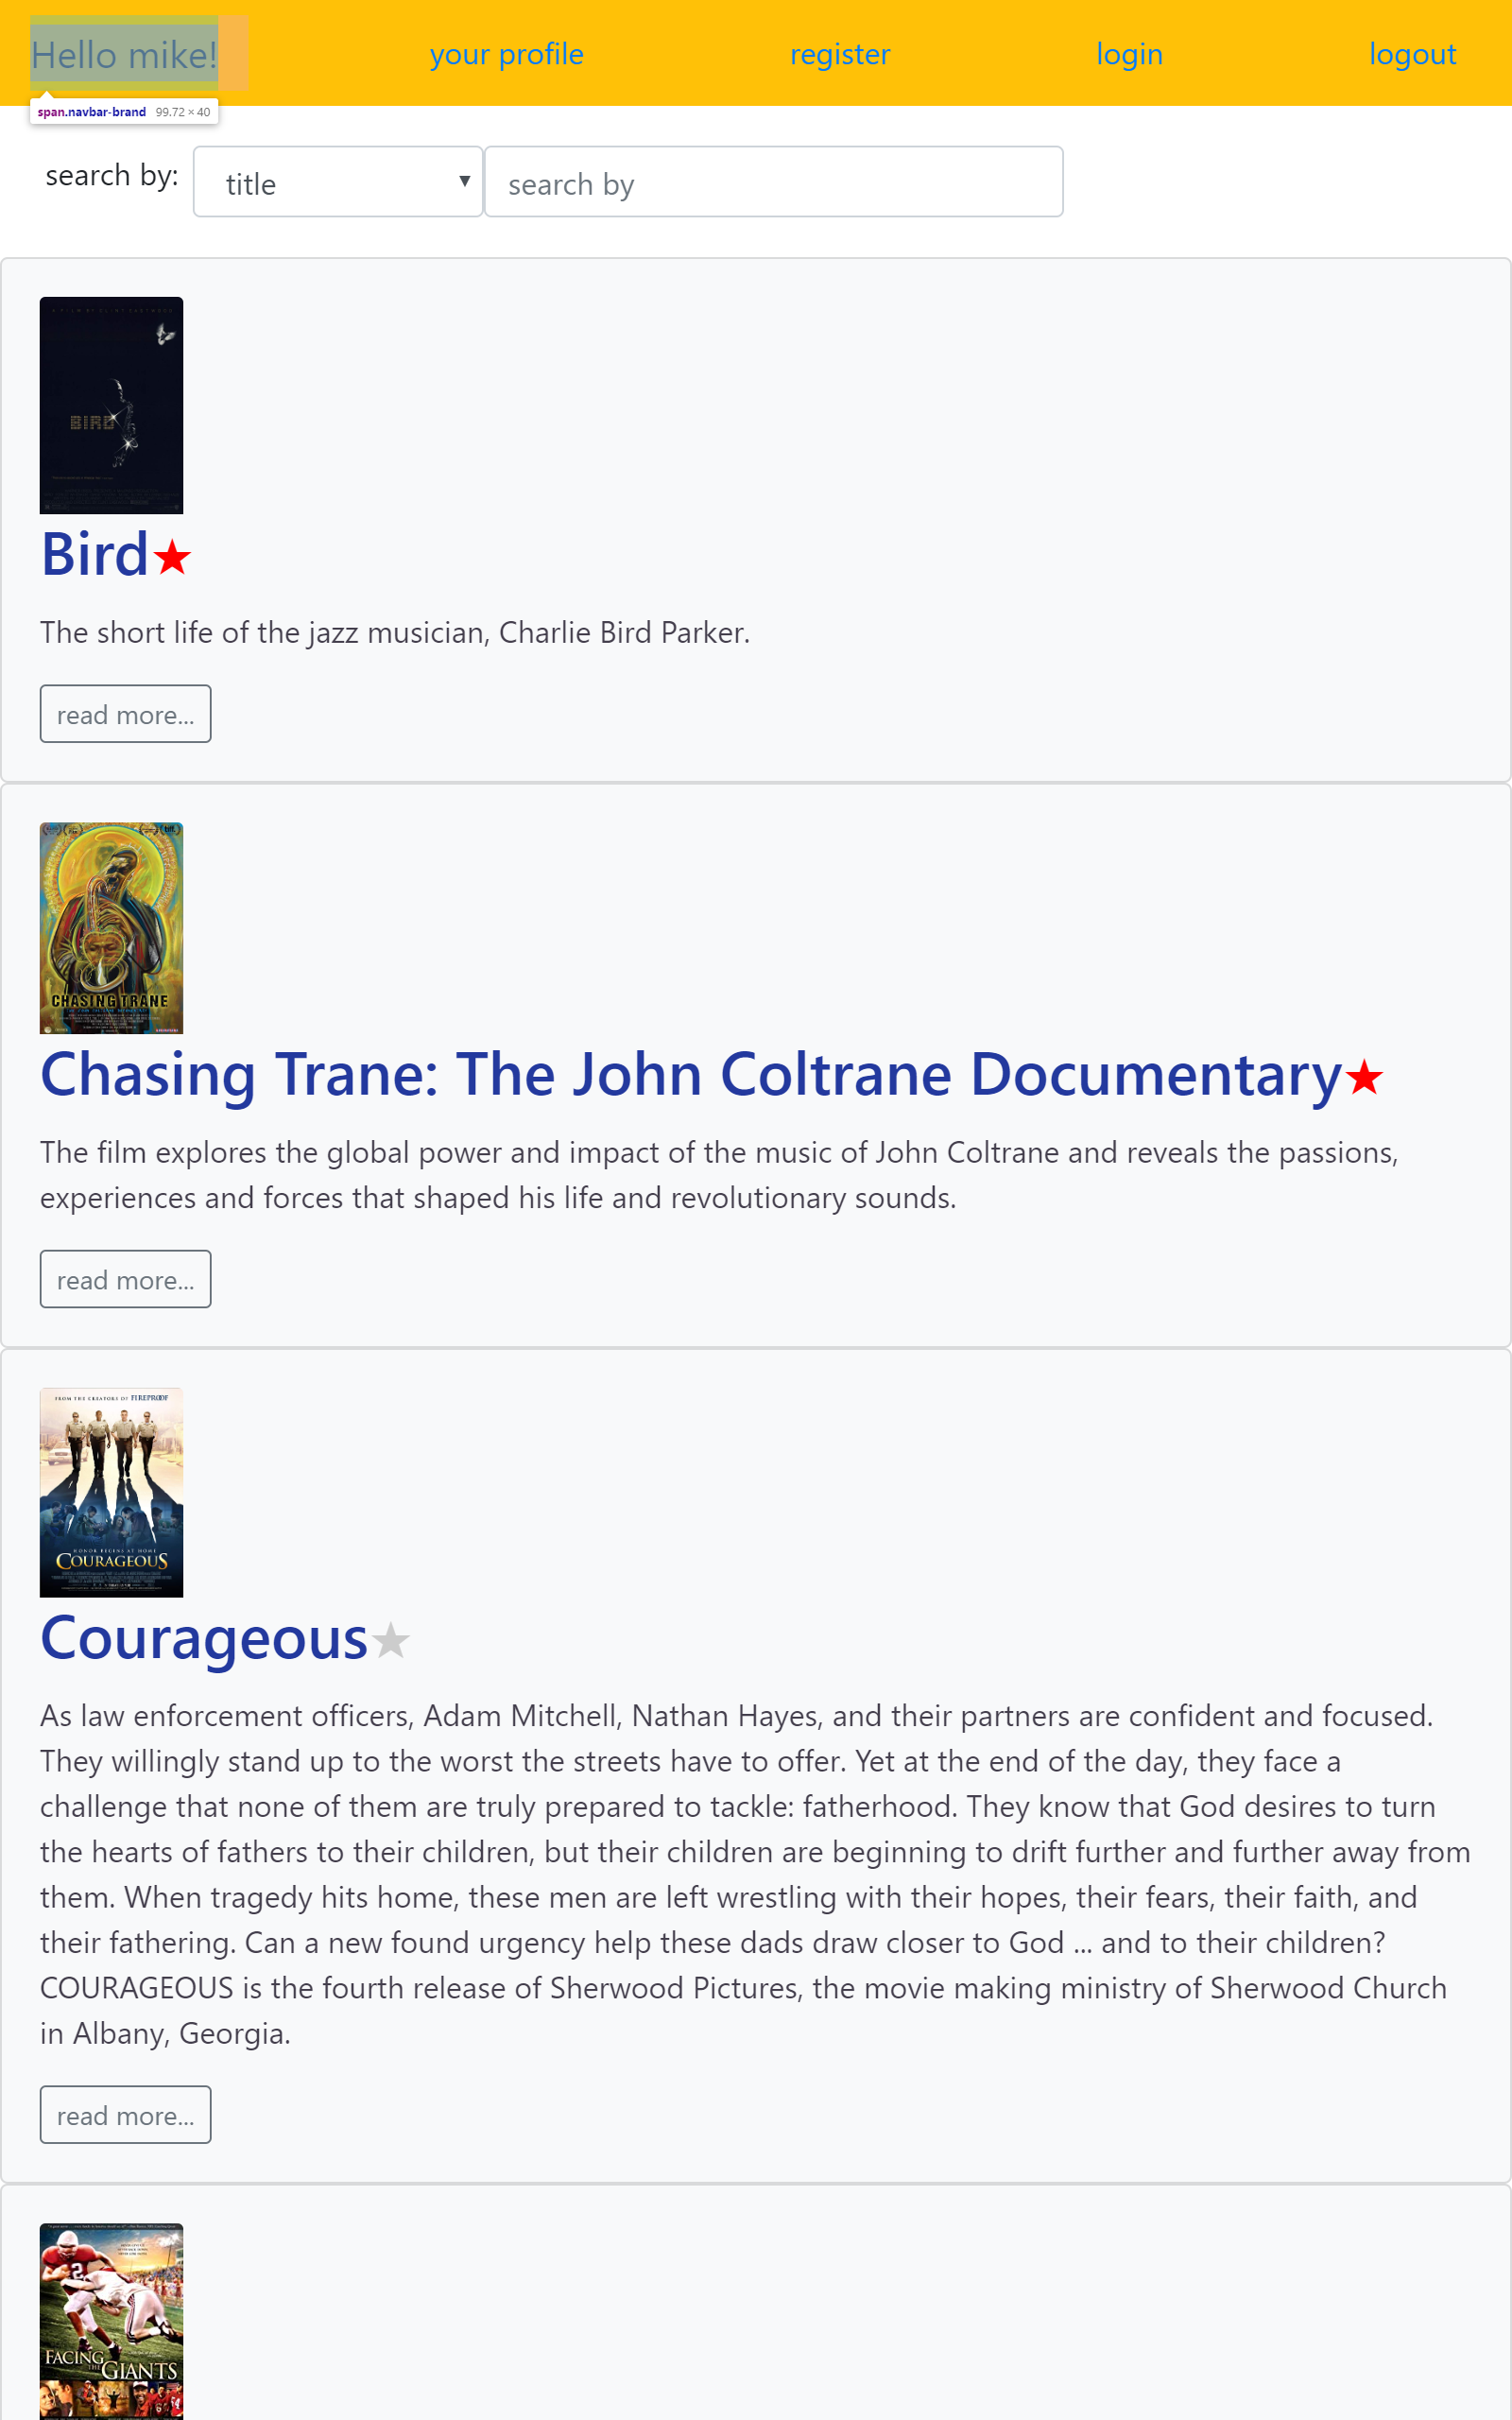 Hello mike!
your profile
register
login
logout
span.navbar-brand 99.72 × 40
search by:
title
search by
BIRD
Bird★
The short life of the jazz musician, Charlie Bird Parker.
read more...
tiff.
CHASING TRANE
Chasing Trane: The John Coltrane Documentary★
The film explores the global power and impact of the music of John Coltrane and reveals the passions,
experiences and forces that shaped his life and revolutionary sounds.
read more...
FROM THE CREATORS OF FIREPROOF
HONOR BEGINS AT HOME
COURAGEOUS
Courageous★
As law enforcement officers, Adam Mitchell, Nathan Hayes, and their partners are confident and focused.
They willingly stand up to the worst the streets have to offer. Yet at the end of the day, they face a
challenge that none of them are truly prepared to tackle: fatherhood. They know that God desires to turn
the hearts of fathers to their children, but their children are beginning to drift further and further away from
them. When tragedy hits home, these men are left wrestling with their hopes, their fears, their faith, and
their fathering. Can a new found urgency help these dads draw closer to God ... and to their children?
COURAGEOUS is the fourth release of Sherwood Pictures, the movie making ministry of Sherwood Church
in Albany, Georgia.
read more...
FACING
THE GIANTS